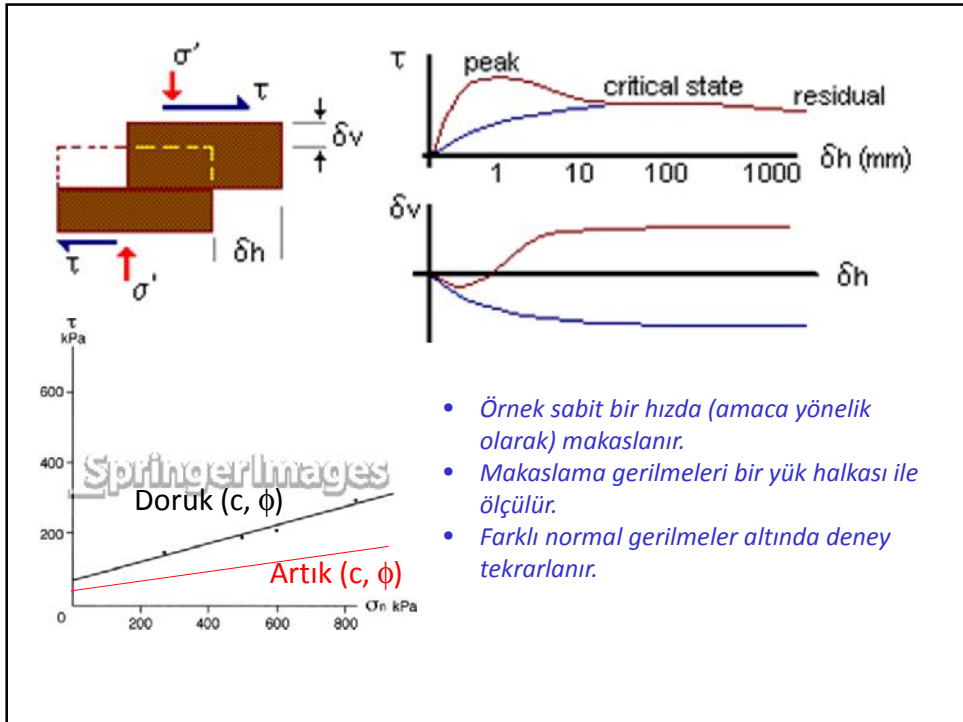 σ'
τ
δv
τ
σ'
δh
τ
peak
critical state
residual
1 10 100 1000
δh (mm)
δv
δh
τ
kPa
600
400
200
0
200 400 600 800
σn kPa
SpringerImages
Doruk (c, ϕ)
Artık (c, ϕ)
• Örnek sabit bir hızda (amaca yönelik
olarak) makaslanır.
• Makaslama gerilmeleri bir yük halkası ile
ölçülür.
• Farklı normal gerilmeler altında deney
tekrarlanır.